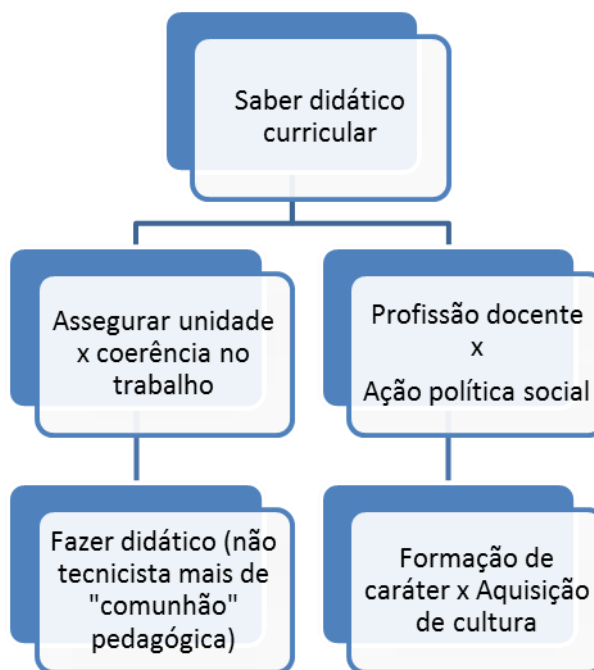 Saber didático
curricular
Assegurar unidade
x coerência no
trabalho
Profissão docente
x
Ação política social
Fazer didático (não
tecnicista mais de
"comunhão"
pedagógica)
Formação de
caráter x Aquisição
de cultura